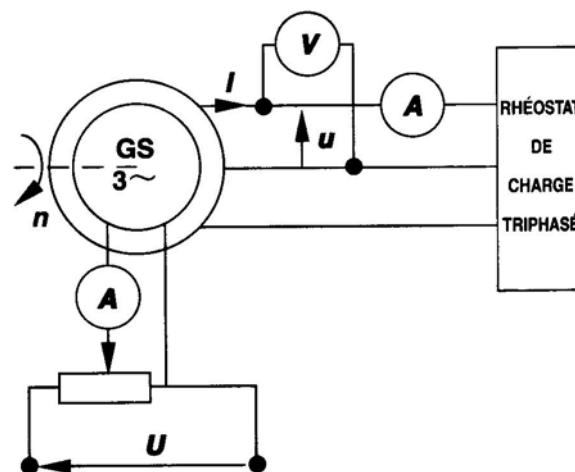 V
I
A
RHÉOSTAT
u
GS
DE
3~
CHARGE
n
TRIPHASÉ
A
U